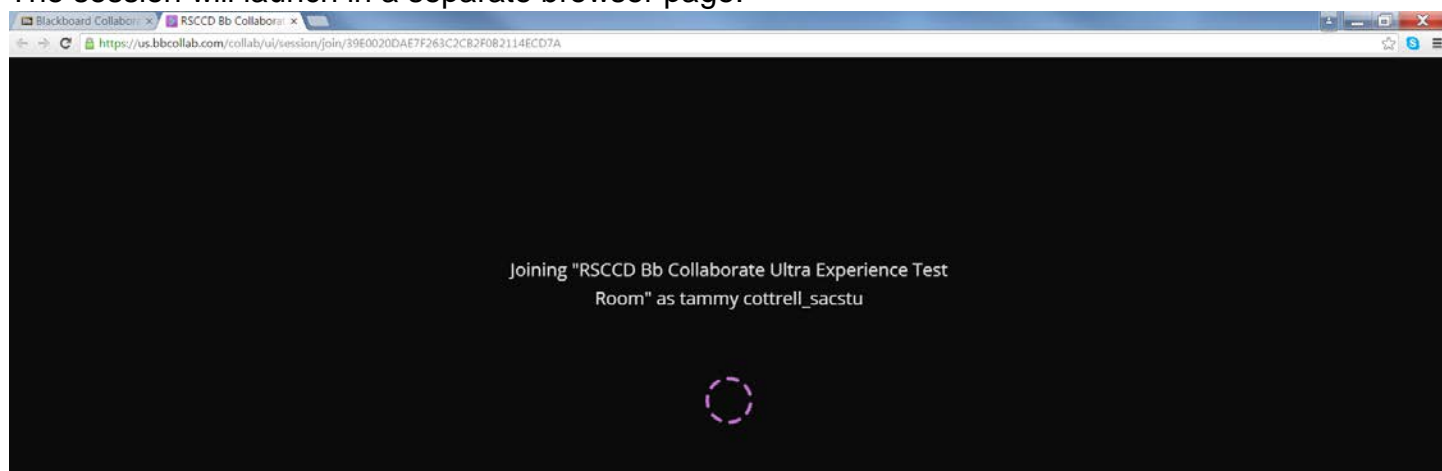 The session will launch in a separate browser page.
Blackboard Collabora
RSCCD Bb Collaborat
https://us.bbcollab.com/collab/ui/session/join/39E0020DAE7F263C2CB2F0B2114ECD7A
Joining "RSCCD Bb Collaborate Ultra Experience Test
Room" as tammy cottrell_sacstu